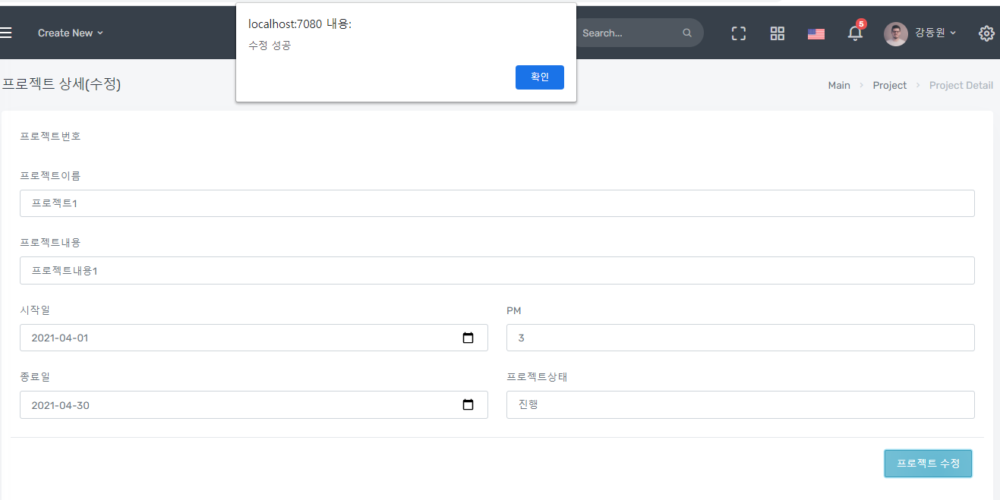 localhost:7080 내용:
수정 성공
확인
Create New
Search...
5
강동원
프로젝트 상세(수정)
Main > Project > Project Detail
프로젝트번호
프로젝트이름
프로젝트1
프로젝트내용
프로젝트내용1
시작일
PM
2021-04-01
3
종료일
프로젝트상태
2021-04-30
진행
프로젝트 수정